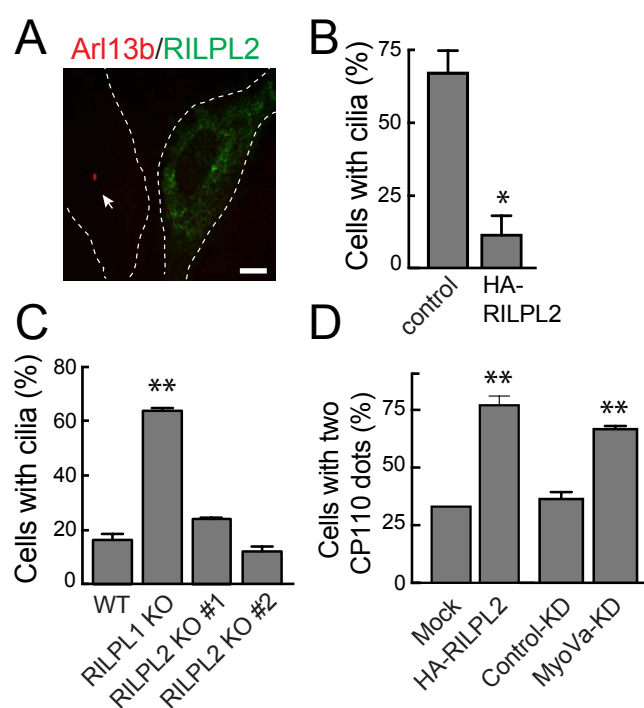 A
Arl13b/RILPL2
B
Cells with cilia (%)
75
50
25
0
*
control
HA-
RILPL2
C
Cells with cilia (%)
80
60
40
20
0
**
WT
RILPL1 KO
RILPL2 KO #1
RILPL2 KO #2
D
Cells with two
CP110 dots (%)
75
50
25
0
**
**
Mock
HA-RILPL2
Control-KD
MyoVa-KD